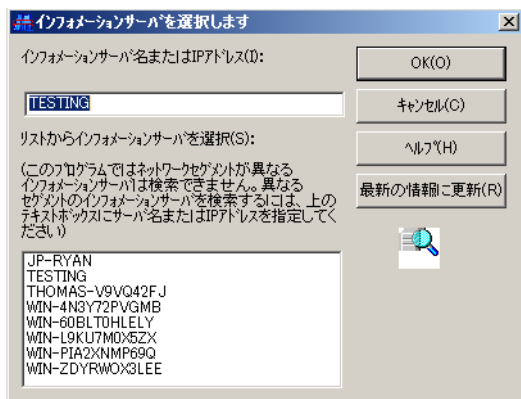 インフォメーションサーバを選択します
インフォメーションサーバ名またはIPアドレス(I):
TESTING
リストからインフォメーションサーバを選択(S):
(このプログラムではネットワークセグメントが異なる
インフォメーションサーバは検索できません。異なる
セグメントのインフォメーションサーバを検索するには、上の
テキストボックスにサーバ名またはIPアドレスを指定してく
ださい)
JP-RYAN
TESTING
THOMAS-V9VQ42FJ
WIN-4N3Y72PVGMB
WIN-60BLT0HLELY
WIN-L9KU7M0X5ZX
WIN-PIA2XNMP69Q
WIN-ZDYRWOX3LEE
OK(O)
キャンセル(C)
ヘルプ(H)
最新の情報に更新(R)